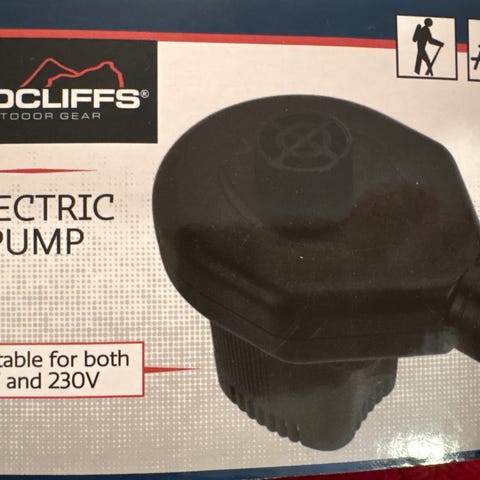 OCLIFFS®
TDOOR GEAR
ECTRIC
PUMP
table for both
and 230V